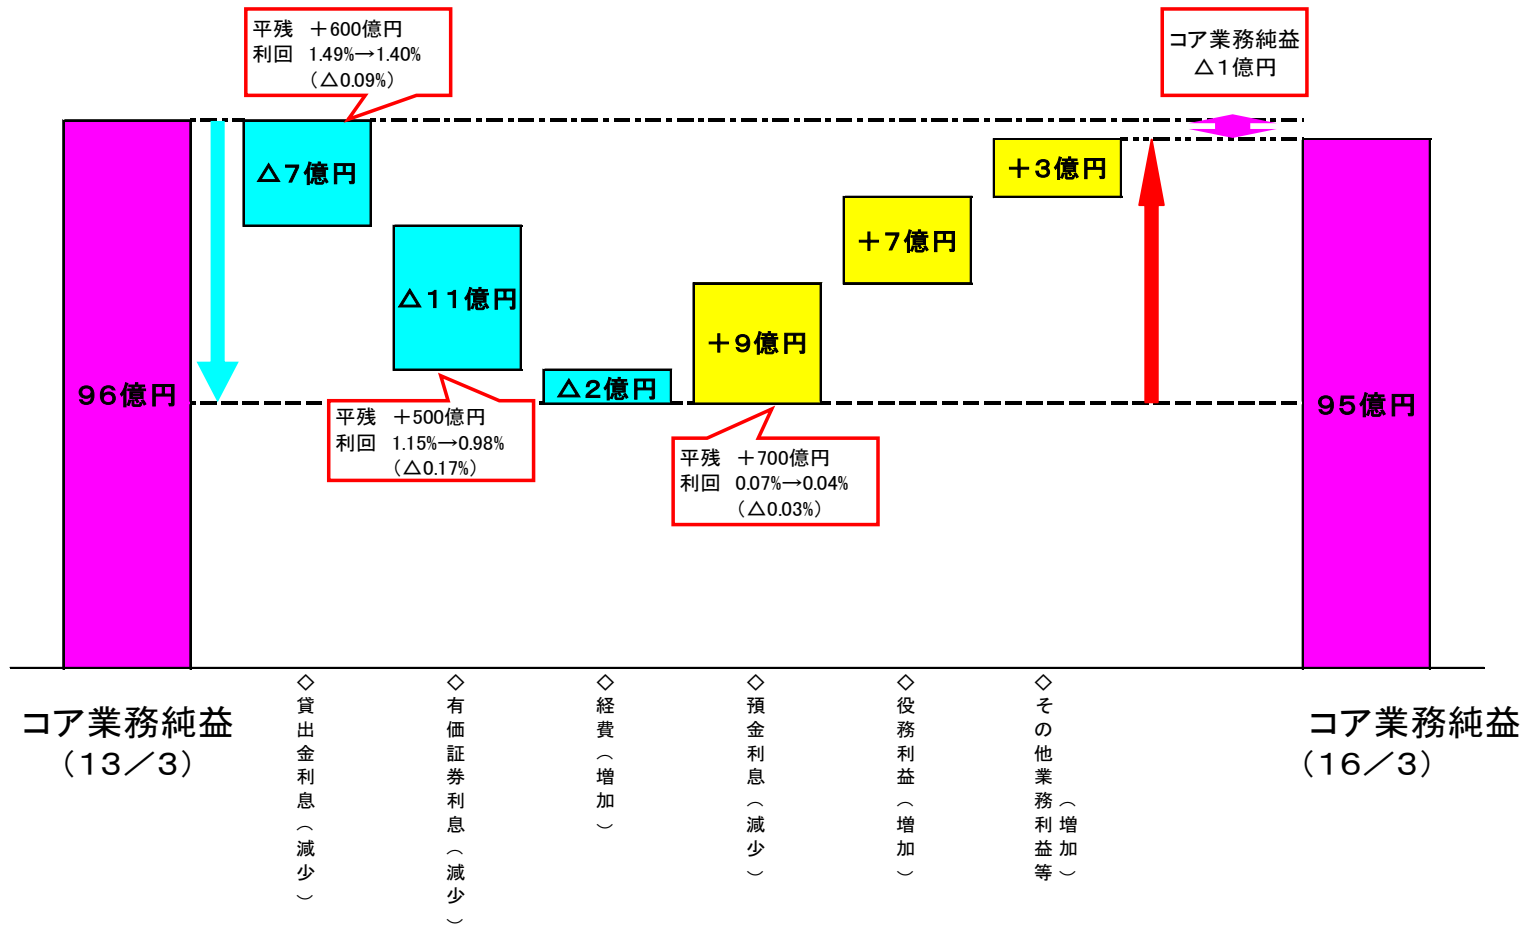 平残　＋600億円
利回　1.49%→1.40%
（△0.09%）
コア業務純益
△１億円
△７億円
＋３億円
＋７億円
△１１億円
＋９億円
△２億円
９６億円
９５億円
平残　＋500億円
利回　1.15%→0.98%
（△0.17%）
平残　＋700億円
利回　0.07%→0.04%
（△0.03%）
コア業務純益
（１３／３）
◇貸出金利息（減少）
◇有価証券利息（減少）
◇経費（増加）
◇預金利息（減少）
◇役務利益（増加）
◇その他業務利益等
（増加）
コア業務純益
（１６／３）